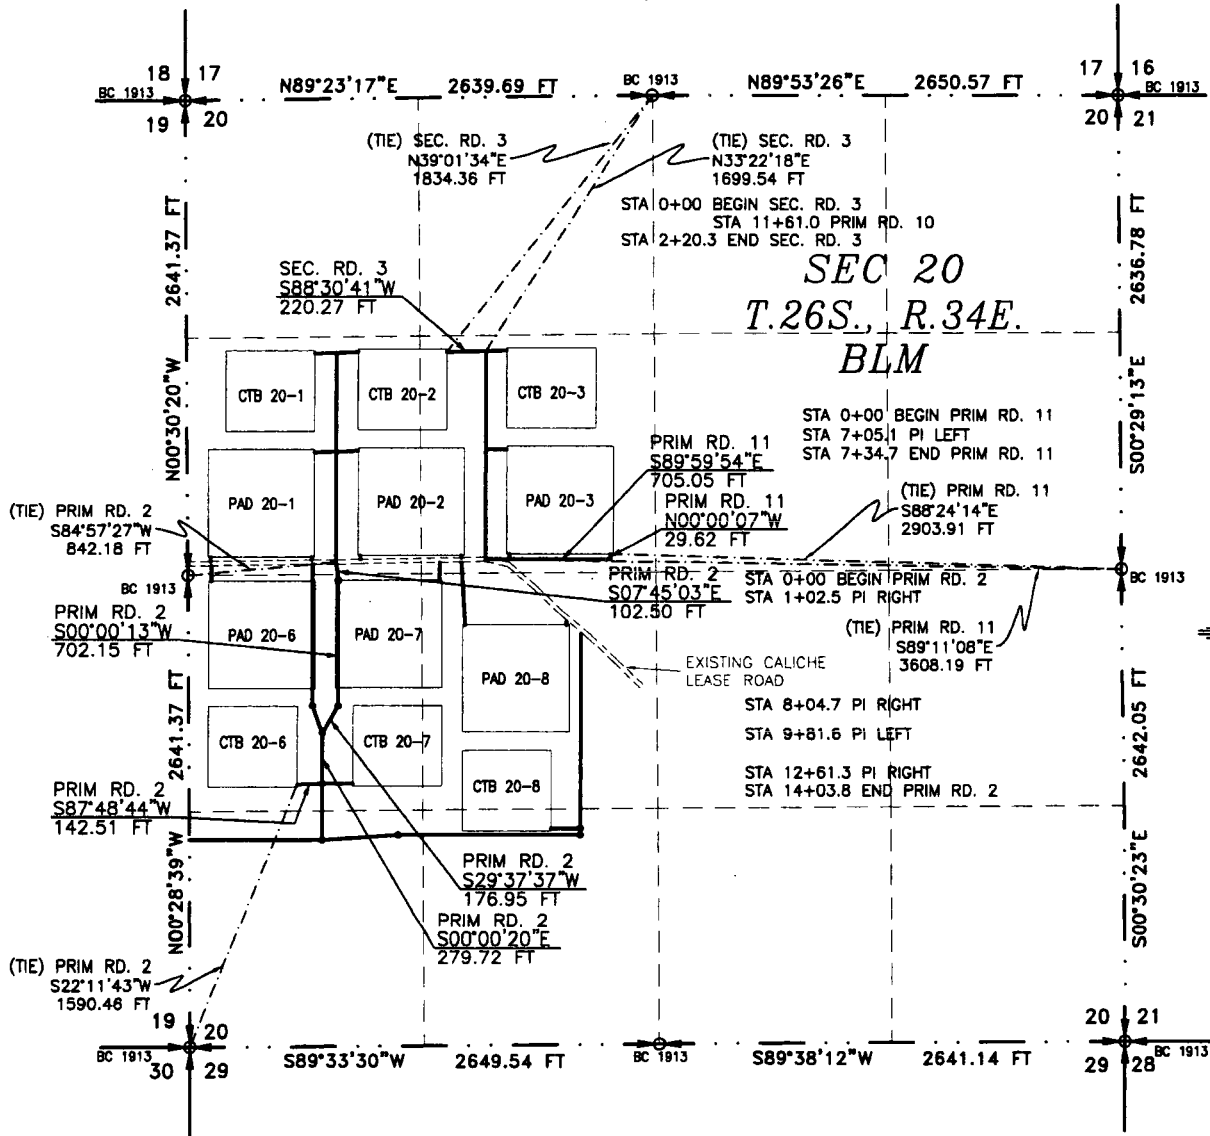 18 17
BC 1913
19 20
N89°23'17"E 2639.69 FT
BC 1913
N89°53'26"E 2650.57 FT
17 16
BC 1913
20 21
(TIE) SEC. RD. 3
N39°01'34"E
1834.36 FT
(TIE) SEC. RD. 3
N33°22'18"E
1699.54 FT
STA 0+00 BEGIN SEC. RD. 3
STA 11+61.0 PRIM RD. 10
STA 2+20.3 END SEC. RD. 3
2641.37 FT
N00°30'20"W
2636.78 FT
S00°29'13"E
SEC. RD. 3
S88°30'41"W
220.27 FT
SEC 20
T.26S., R.34E.
BLM
CTB 20-1
CTB 20-2
CTB 20-3
STA 0+00 BEGIN PRIM RD. 11
STA 7+05.1 PI LEFT
STA 7+34.7 END PRIM RD. 11
PRIM RD. 11
S89°59'54"E
705.05 FT
PRIM RD. 11
N00°00'07"W
29.62 FT
PAD 20-1
PAD 20-2
PAD 20-3
(TIE) PRIM RD. 11
S88°24'14"E
2903.91 FT
(TIE) PRIM RD. 2
S84°57'27"W
842.18 FT
BC 1913
BC 1913
PRIM RD. 2
S07°45'03"E
102.50 FT
STA 0+00 BEGIN PRIM RD. 2
STA 1+02.5 PI RIGHT
PRIM RD. 2
S00°00'13"W
702.15 FT
(TIE) PRIM RD. 11
S89°11'08"E
3608.19 FT
PAD 20-6
PAD 20-7
PAD 20-8
EXISTING CALICHE
LEASE ROAD
STA 8+04.7 PI RIGHT
STA 9+81.6 PI LEFT
STA 12+61.3 PI RIGHT
STA 14+03.8 END PRIM RD. 2
CTB 20-6
CTB 20-7
CTB 20-8
2641.37 FT
N00°28'39"W
2642.05 FT
S00°30'23"E
PRIM RD. 2
S87°48'44"W
142.51 FT
PRIM RD. 2
S29°37'37"W
176.95 FT
PRIM RD. 2
S00°00'20"E
279.72 FT
(TIE) PRIM RD. 2
S22°11'43"W
1590.46 FT
19 20
BC 1913
30 29
S89°33'30"W 2649.54 FT
BC 1913
S89°38'12"W 2641.14 FT
20 21
BC 1913
29 28